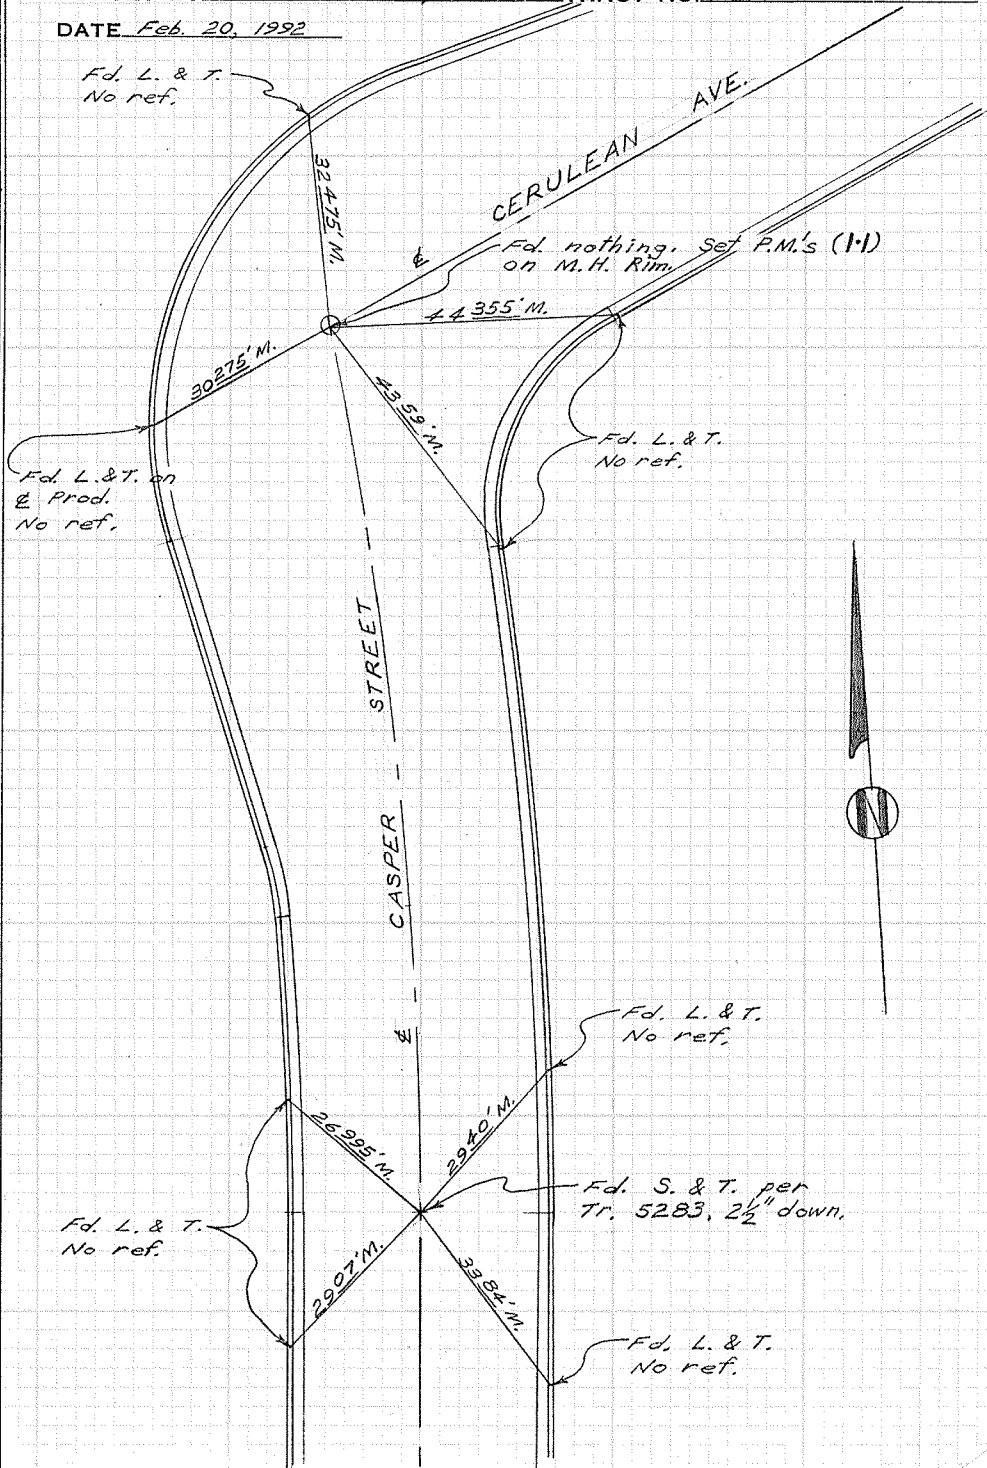 DATE Feb. 20, 1992
Fd. L. & T.
No ref.
32 475' M.
CERULEAN AVE.
℄
Fd. nothing. Set P.M.'s (1·1)
on M.H. Rim.
44 355' M.
30 275' M.
43 59' M.
Fd. L. & T.
No ref.
Fd. L. & T. on
℄ Prod.
No ref.
CASPER STREET
℄
N
Fd. L. & T.
No ref.
26 995' M.
29 40' M.
Fd. S. & T. per
Tr. 5283, 2½" down.
Fd. L. & T.
No ref.
29 07' M.
33 84' M.
Fd. L. & T.
No ref.